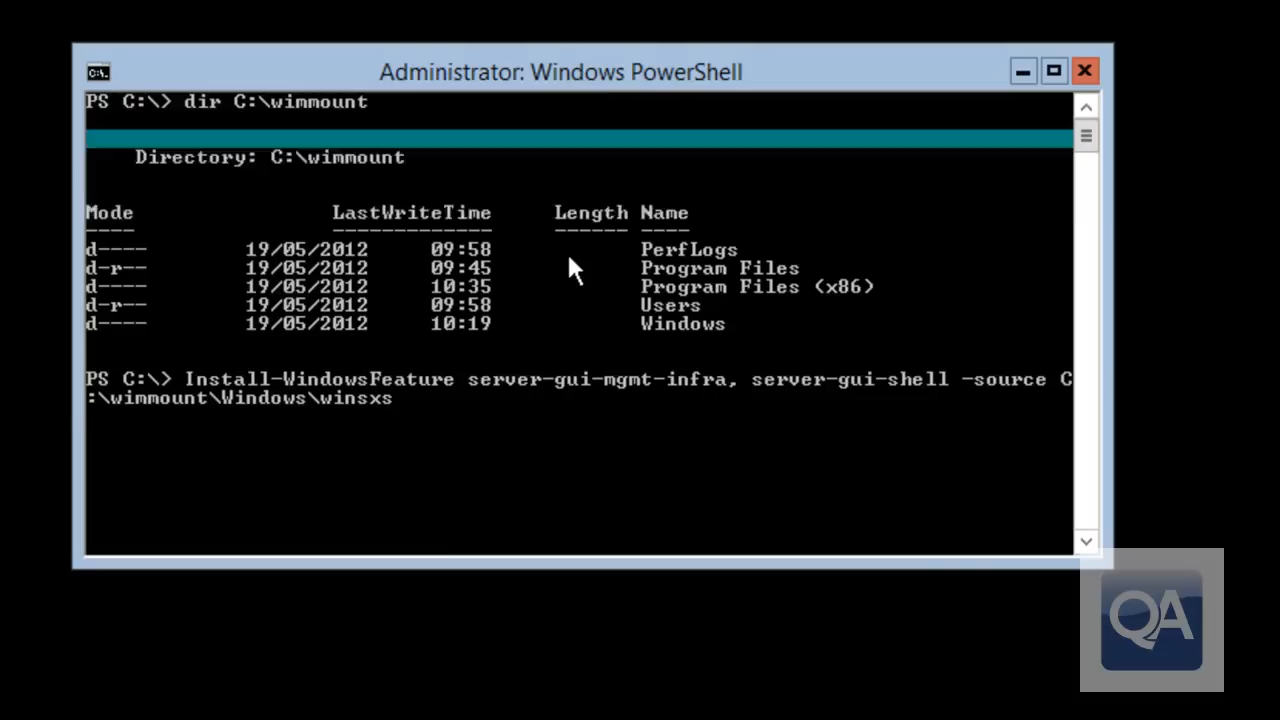 Administrator: Windows PowerShell
PS C:\> dir C:\wimmount
Directory: C:\wimmount
Mode LastWriteTime Length Name
---- ------------- ------ ----
d---- 19/05/2012 09:58 PerfLogs
d-r-- 19/05/2012 09:45 Program Files
d---- 19/05/2012 10:35 Program Files (x86)
d-r-- 19/05/2012 09:58 Users
d---- 19/05/2012 10:19 Windows
PS C:\> Install-WindowsFeature server-gui-mgmt-infra, server-gui-shell -source C
:\wimmount\Windows\winsxs
QA